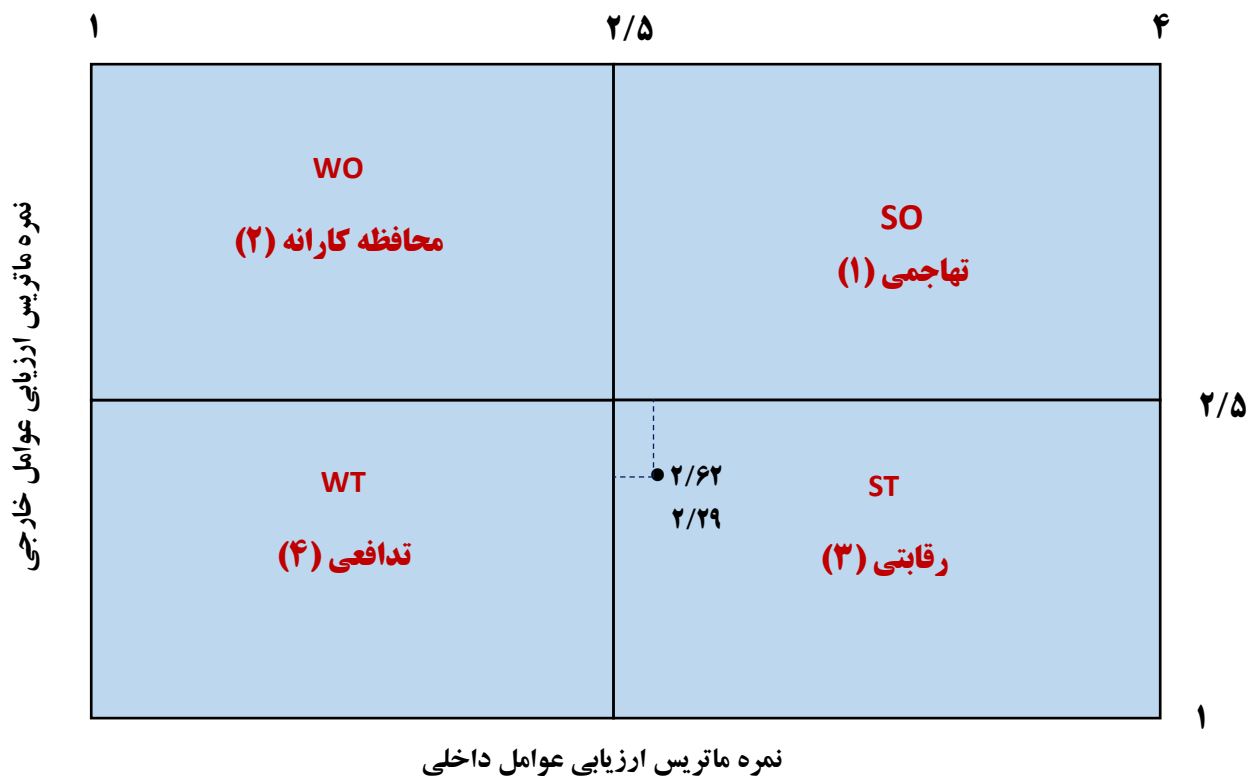 ۱
۲/۵
۴
WO
محافظه کارانه (۲)
SO
تهاجمی (۱)
نمره ماتریس ارزیابی عوامل خارجی
۲/۵
WT
تدافعی (۴)
۲/۶۲
۲/۲۹
ST
رقابتی (۳)
۱
نمره ماتریس ارزیابی عوامل داخلی